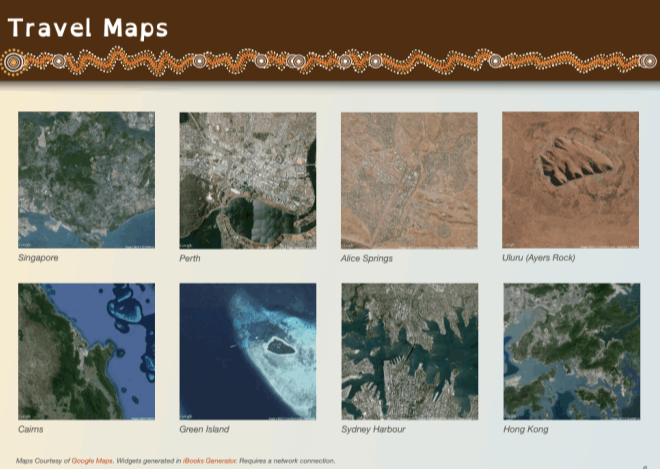 Travel Maps
Singapore
Perth
Alice Springs
Uluru (Ayers Rock)
Cairns
Green Island
Sydney Harbour
Hong Kong
Maps Courtesy of Google Maps. Widgets generated in iBooks Generator. Requires a network connection.